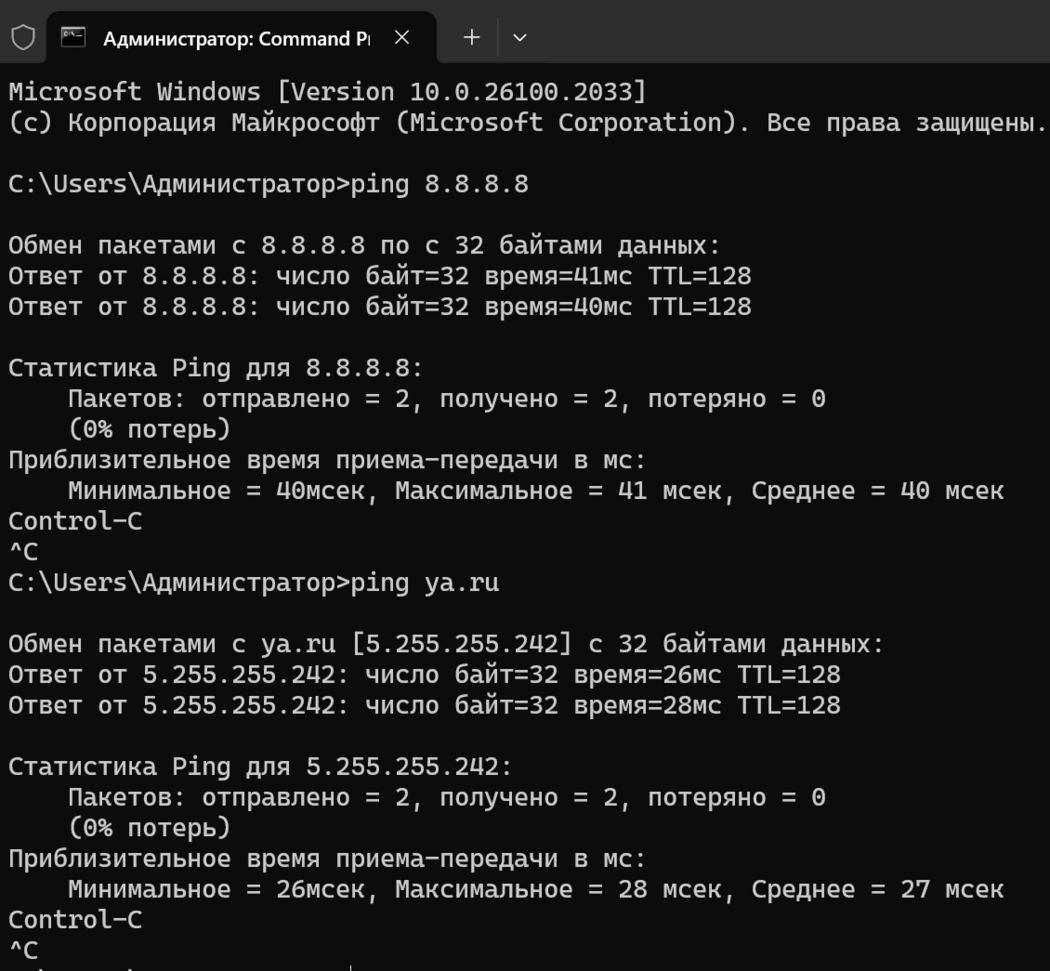 Администратор: Command P
Microsoft Windows [Version 10.0.26100.2033]
(c) Корпорация Майкрософт (Microsoft Corporation). Все права защищены.
C:\Users\Администратор>ping 8.8.8.8
Обмен пакетами с 8.8.8.8 по с 32 байтами данных:
Ответ от 8.8.8.8: число байт=32 время=41мс TTL=128
Ответ от 8.8.8.8: число байт=32 время=40мс TTL=128
Статистика Ping для 8.8.8.8:
Пакетов: отправлено = 2, получено = 2, потеряно = 0
(0% потерь)
Приблизительное время приема-передачи в мс:
Минимальное = 40мсек, Максимальное = 41 мсек, Среднее = 40 мсек
Control-C
^C
C:\Users\Администратор>ping ya.ru
Обмен пакетами с ya.ru [5.255.255.242] с 32 байтами данных:
Ответ от 5.255.255.242: число байт=32 время=26мс TTL=128
Ответ от 5.255.255.242: число байт=32 время=28мс TTL=128
Статистика Ping для 5.255.255.242:
Пакетов: отправлено = 2, получено = 2, потеряно = 0
(0% потерь)
Приблизительное время приема-передачи в мс:
Минимальное = 26мсек, Максимальное = 28 мсек, Среднее = 27 мсек
Control-C
^C